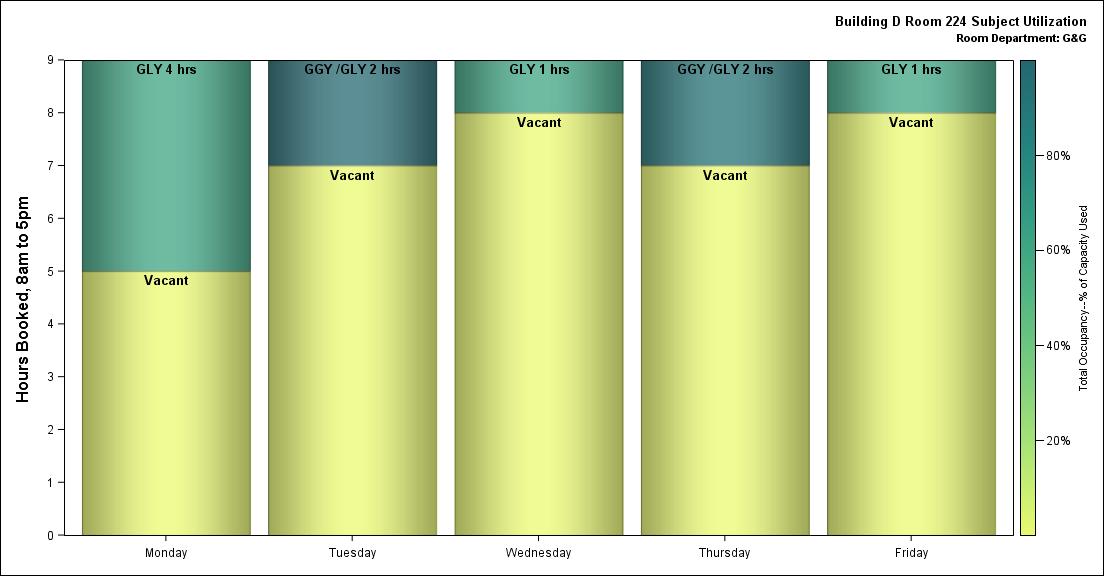 Building D Room 224 Subject Utilization
Room Department: G&G
Hours Booked, 8am to 5pm
9
8
7
6
5
4
3
2
1
0
GLY 4 hrs
Vacant
GGY /GLY 2 hrs
Vacant
GLY 1 hrs
Vacant
GGY /GLY 2 hrs
Vacant
GLY 1 hrs
Vacant
Monday
Tuesday
Wednesday
Thursday
Friday
80%
60%
40%
20%
Total Occupancy--% of Capacity Used